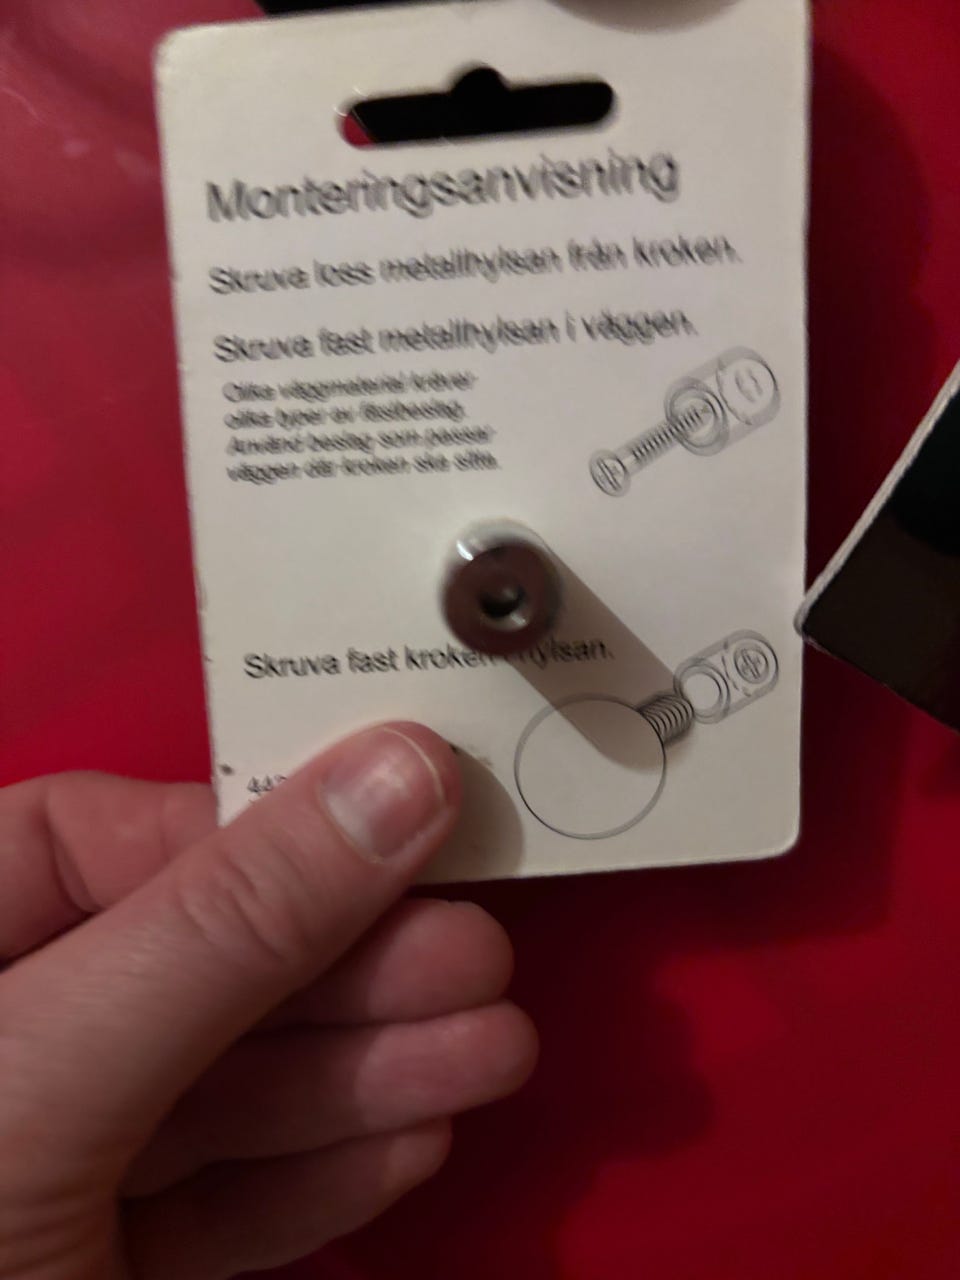 Monteringsanvisning
Skruva loss metallhylsan från kroken.
Skruva fast metallhylsan i väggen.
Olika väggmaterial kräver
olika typer av fästbeslag.
Använd beslag som passar
väggen där kroken ska sitta.
Skruva fast kroken i hylsan.